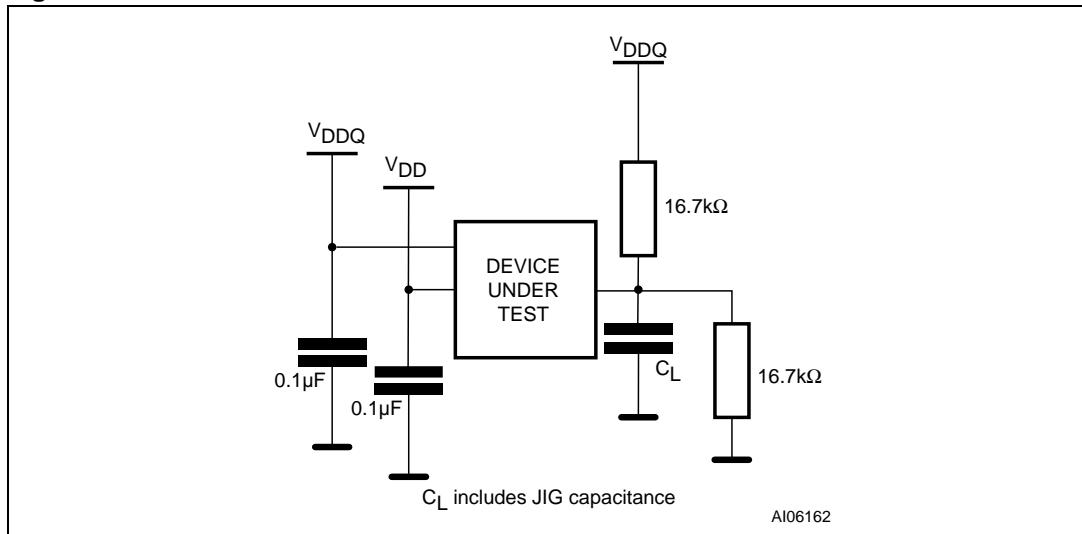 VDDQ
VDDQ
VDD
16.7kΩ
DEVICE
UNDER
TEST
CL
0.1µF
16.7kΩ
0.1µF
CL includes JIG capacitance
AI06162